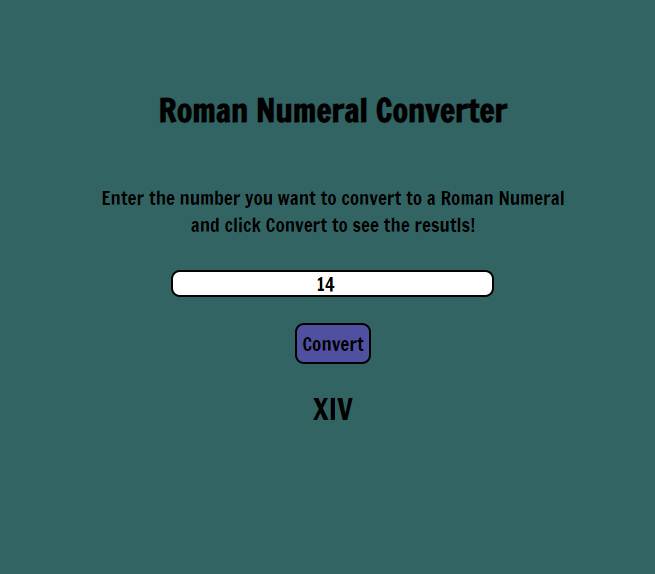 Roman Numeral Converter
Enter the number you want to convert to a Roman Numeral
and click Convert to see the resutls!
14
Convert
XIV